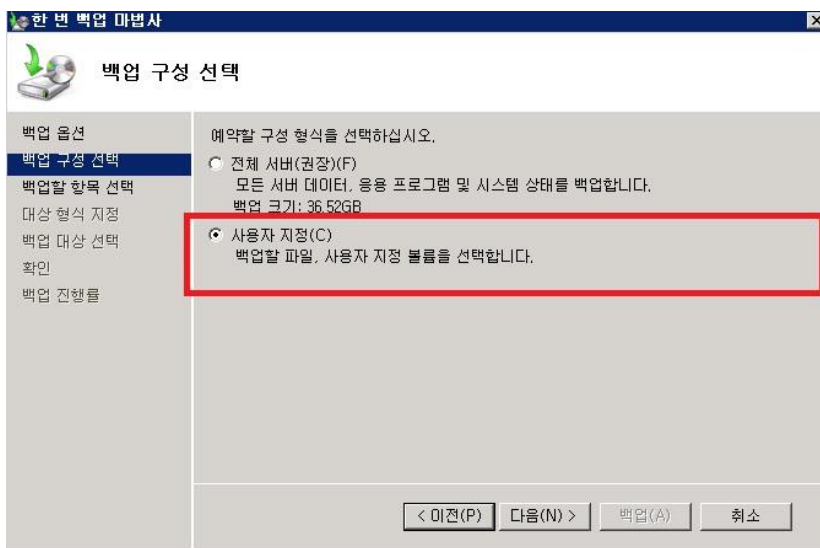 한 번 백업 마법사
백업 구성 선택
백업 옵션
백업 구성 선택
백업할 항목 선택
대상 형식 지정
백업 대상 선택
확인
백업 진행률
예약할 구성 형식을 선택하십시오.
전체 서버(권장)(F)
모든 서버 데이터, 응용 프로그램 및 시스템 상태를 백업합니다.
백업 크기: 36.52GB
사용자 지정(C)
백업할 파일, 사용자 지정 볼륨을 선택합니다.
< 이전(P) 다음(N) > 백업(A) 취소